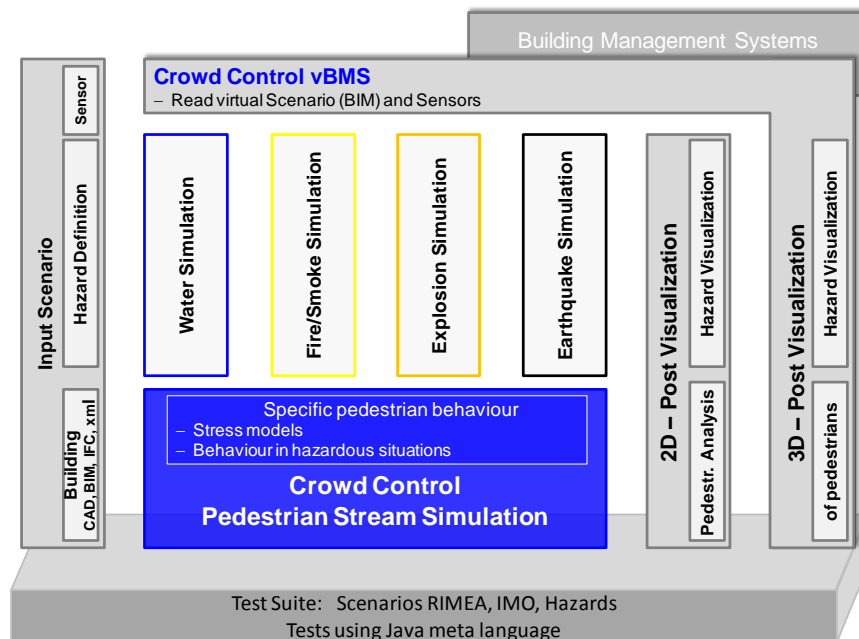 Building Management Systems
Crowd Control vBMS
– Read virtual Scenario (BIM) and Sensors
Input Scenario
Sensor
Hazard Definition
Building
CAD, BIM, IFC, xml
Water Simulation
Fire/Smoke Simulation
Explosion Simulation
Earthquake Simulation
Specific pedestrian behaviour
– Stress models
– Behaviour in hazardous situations
Crowd Control
Pedestrian Stream Simulation
2D – Post Visualization
Hazard Visualization
Pedestr. Analysis
3D – Post Visualization
Hazard Visualization
of pedestrians
Test Suite: Scenarios RIMEA, IMO, Hazards
Tests using Java meta language